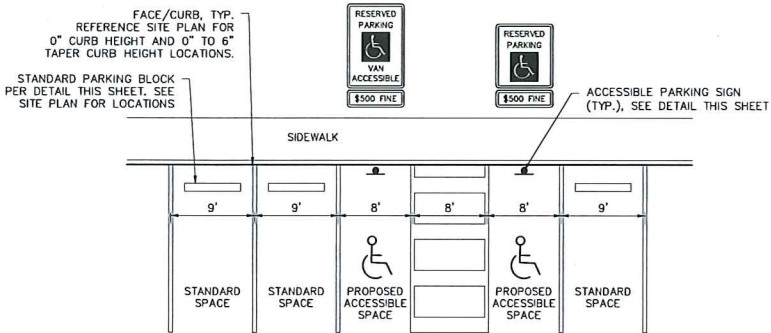 FACE/CURB, TYP.
REFERENCE SITE PLAN FOR
0" CURB HEIGHT AND 0" TO 6"
TAPER CURB HEIGHT LOCATIONS.
STANDARD PARKING BLOCK
PER DETAIL THIS SHEET. SEE
SITE PLAN FOR LOCATIONS
RESERVED
PARKING
VAN
ACCESSIBLE
$500 FINE
RESERVED
PARKING
$500 FINE
ACCESSIBLE PARKING SIGN
(TYP.), SEE DETAIL THIS SHEET
SIDEWALK
9' 9' 8' 8' 8' 9'
STANDARD
SPACE
STANDARD
SPACE
PROPOSED
ACCESSIBLE
SPACE
PROPOSED
ACCESSIBLE
SPACE
STANDARD
SPACE